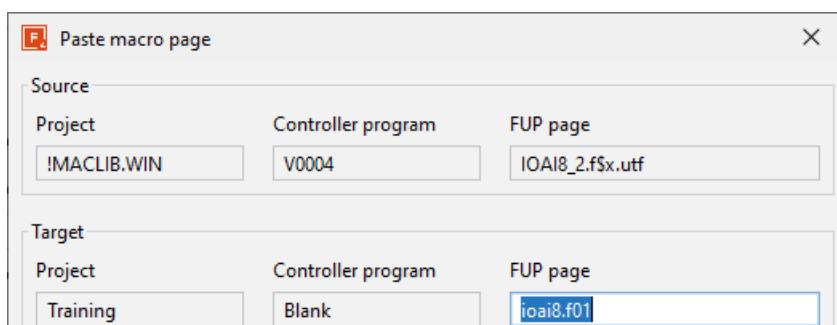 Paste macro page
Source
Project Controller program FUP page
!MACLIB.WIN V0004 IOAI8_2.f$x.utf
Target
Project Controller program FUP page
Training Blank ioai8.f01